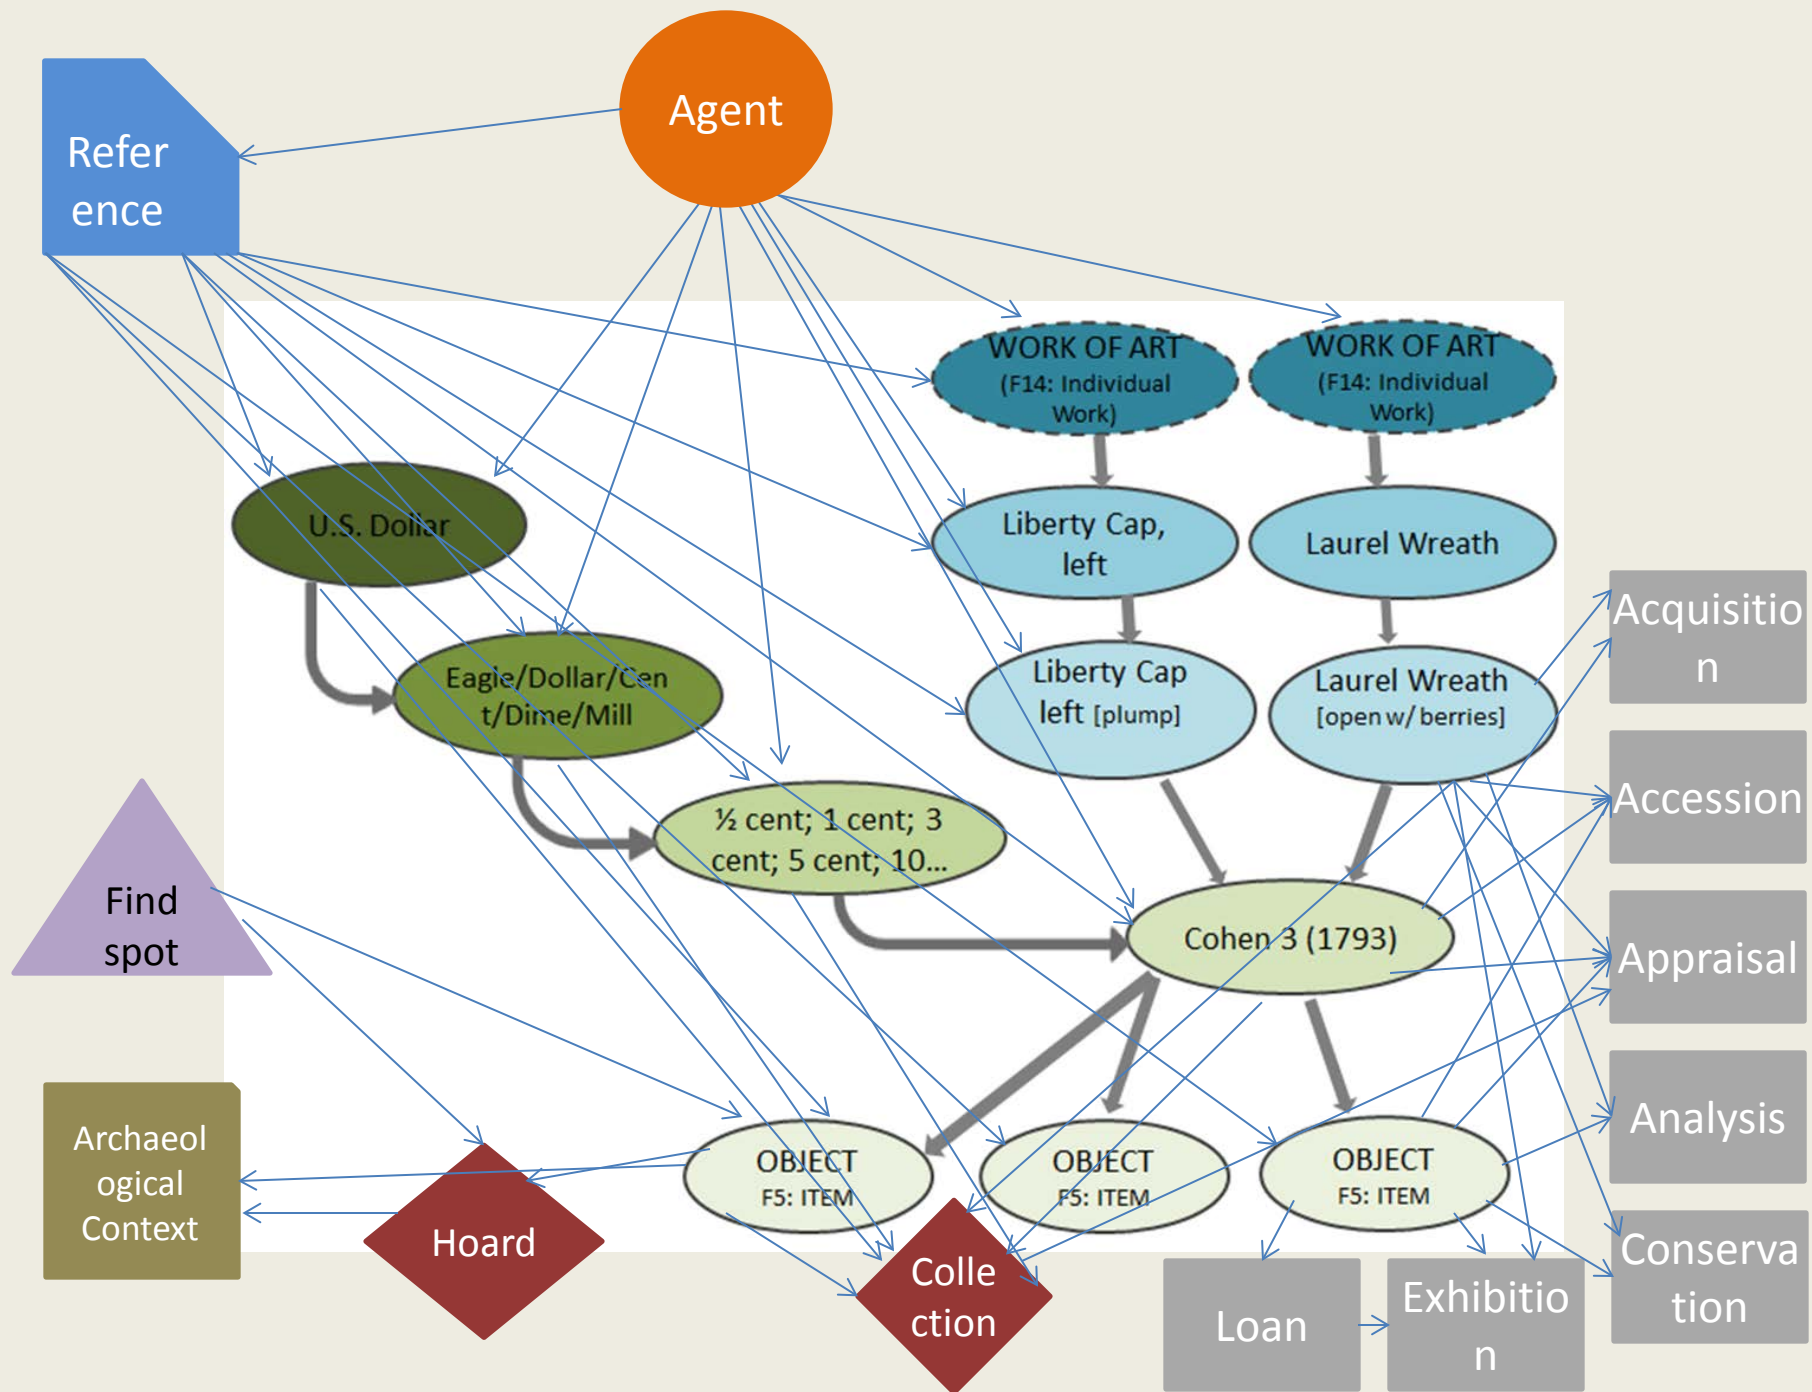 Agent
Refer
ence
WORK OF ART
(F14: Individual
Work)
WORK OF ART
(F14: Individual
Work)
U.S. Dollar
Liberty Cap,
left
Laurel Wreath
Eagle/Dollar/Cen
t/Dime/Mill
Liberty Cap
left [plump]
Laurel Wreath
[open w/ berries]
Acquisitio
n
Accession
½ cent; 1 cent; 3
cent; 5 cent; 10...
Find
spot
Cohen 3 (1793)
Appraisal
Archaeol
ogical
Context
Analysis
OBJECT
F5: ITEM
OBJECT
F5: ITEM
OBJECT
F5: ITEM
Hoard
Colle
ction
Loan
Exhibitio
n
Conserva
tion